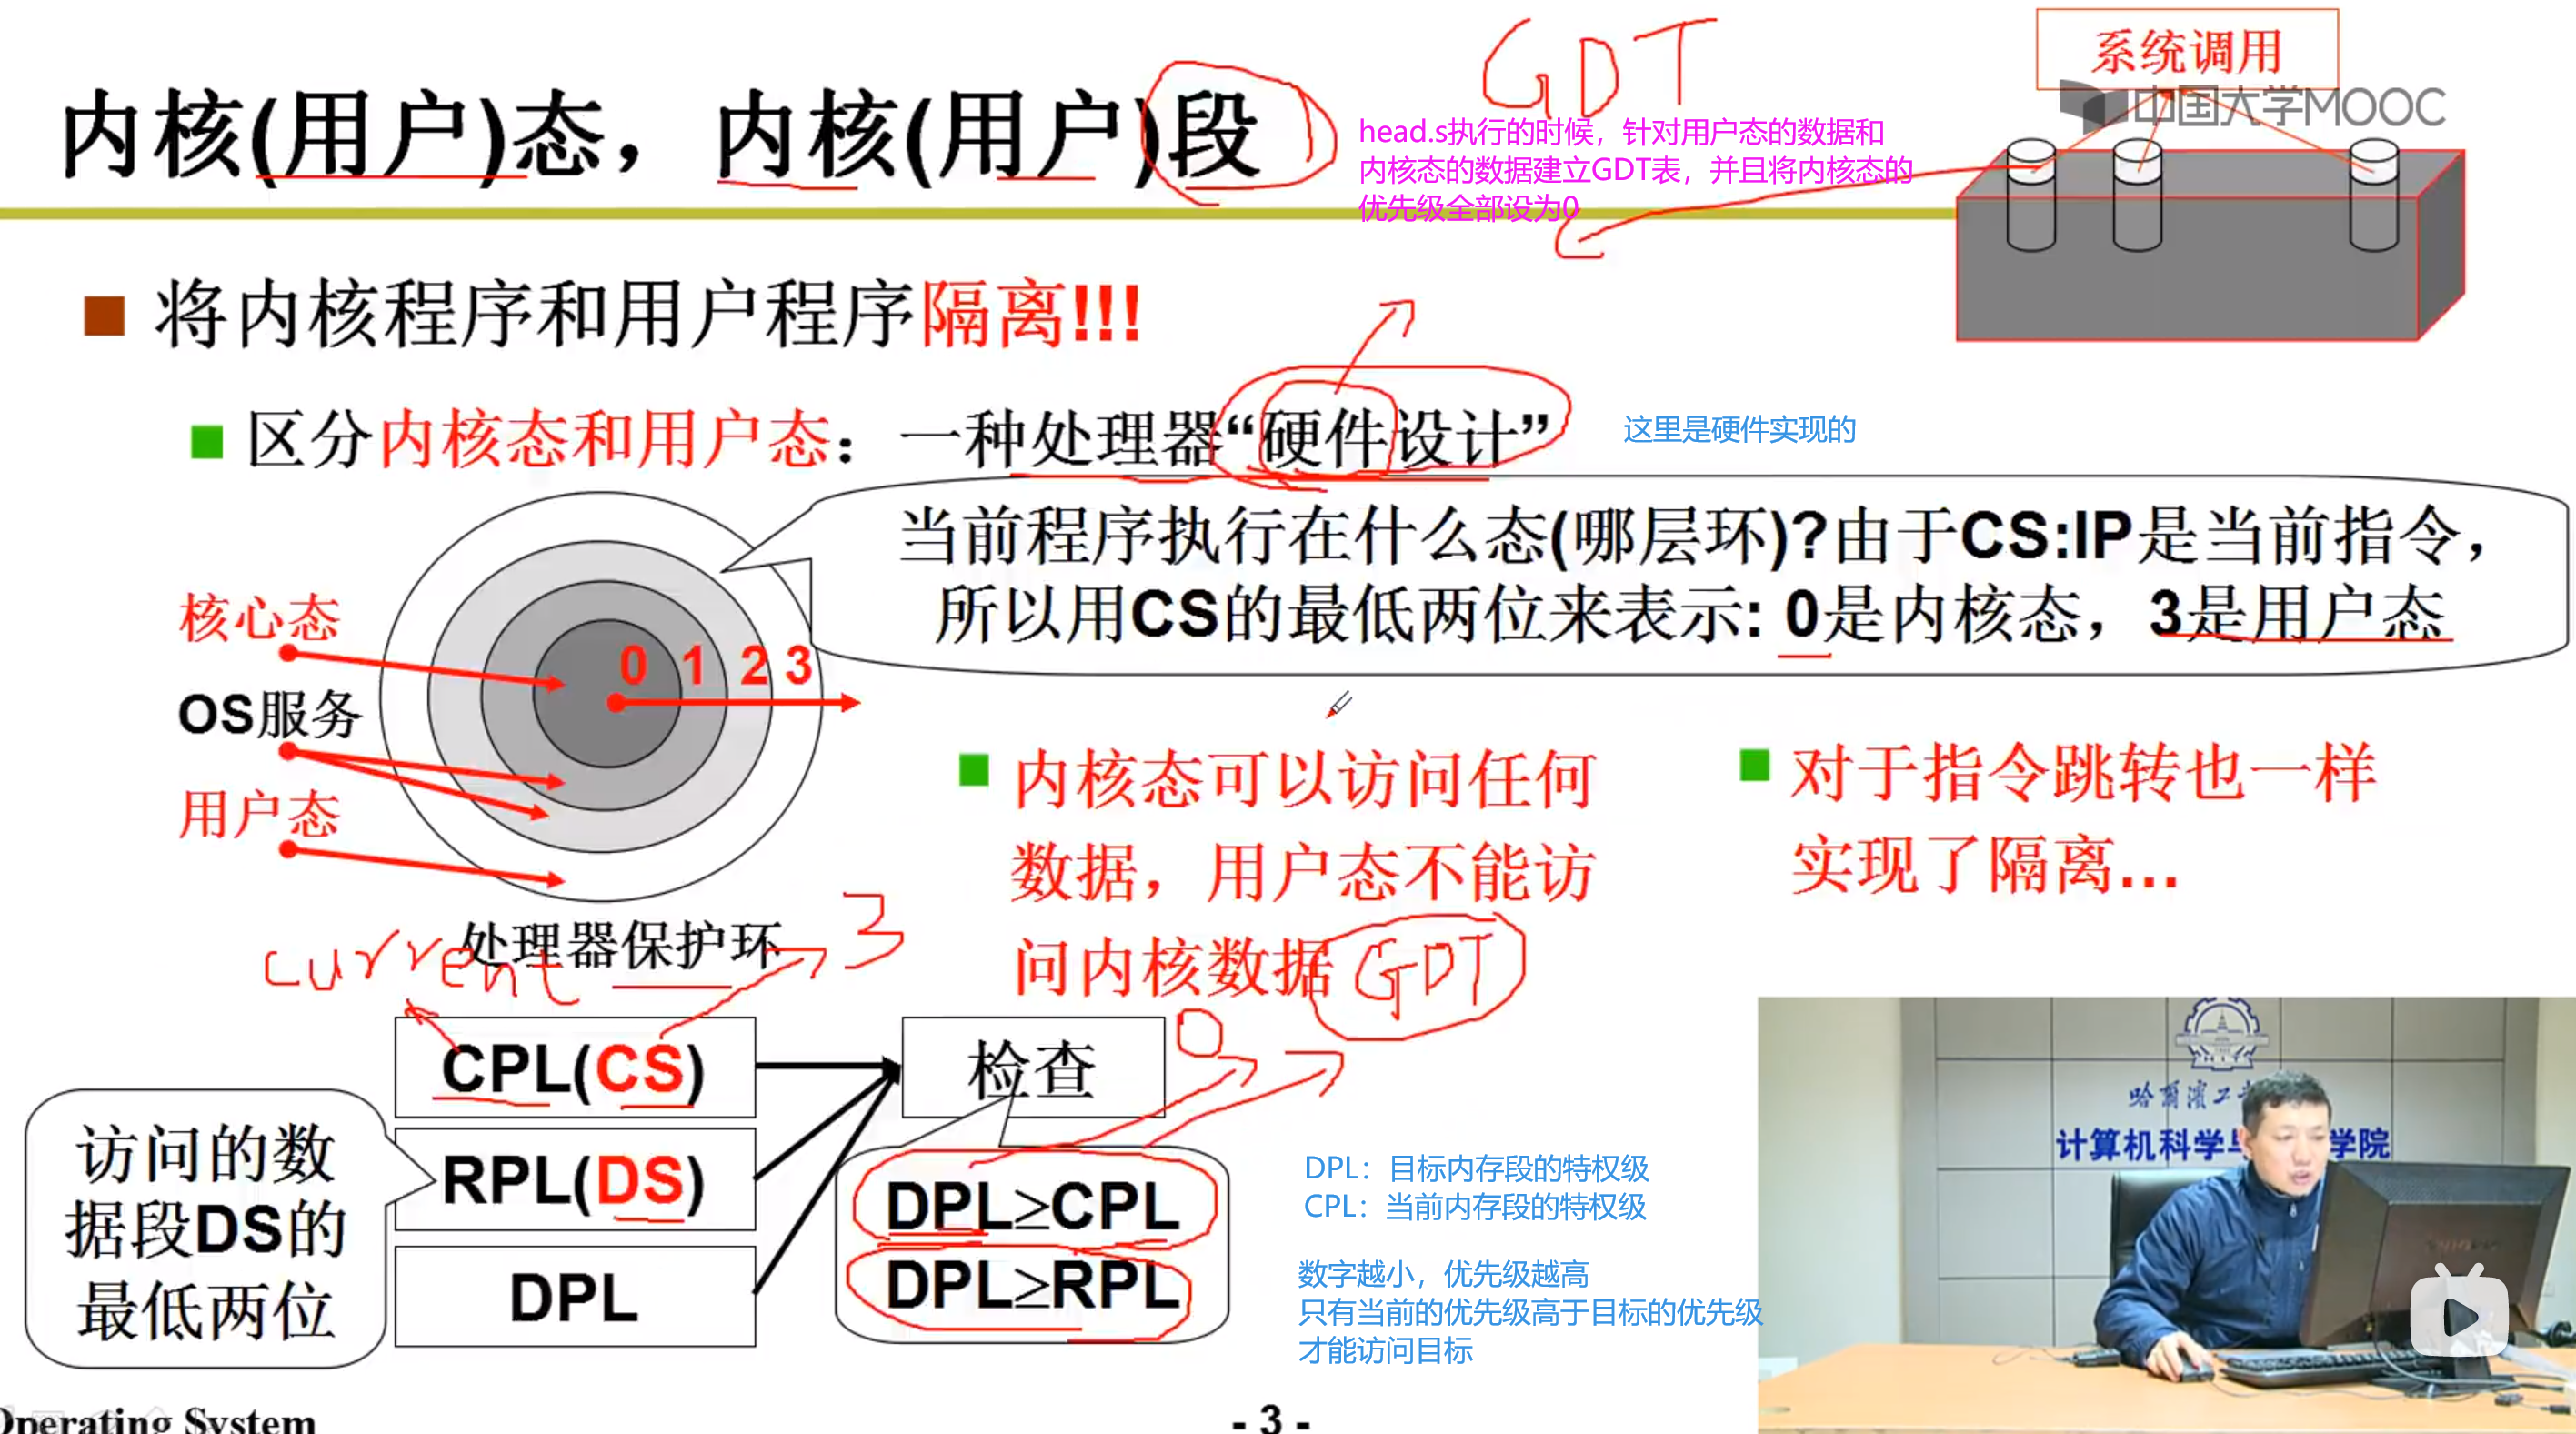 GDT
系统调用
中国大学MOOC
内核(用户)态，内核(用户)段
head.s执行的时候，针对用户态的数据和
内核态的数据建立GDT表，并且将内核态的
优先级全部设为0
将内核程序和用户程序隔离!!!
区分内核态和用户态：一种处理器“硬件设计”
这里是硬件实现的
当前程序执行在什么态(哪层环)?由于CS:IP是当前指令，
所以用CS的最低两位来表示: 0是内核态，3是用户态
核心态
0 1 2 3
OS服务
用户态
处理器保护环
内核态可以访问任何
数据，用户态不能访
问内核数据
GDT
对于指令跳转也一样
实现了隔离...
current
3
CPL(CS)
检查
0
访问的数
据段DS的
最低两位
RPL(DS)
DPL
DPL≥CPL
DPL≥RPL
DPL：目标内存段的特权级
CPL：当前内存段的特权级
数字越小，优先级越高
只有当前的优先级高于目标的优先级
才能访问目标
哈尔滨工
计算机科学与 学院
Operating System
- 3 -